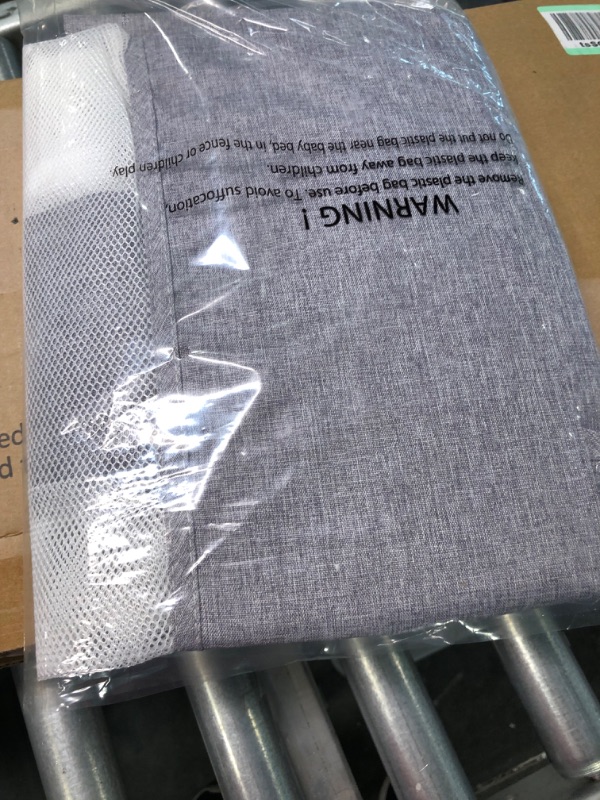 WARNING !
Remove the plastic bag before use. To avoid suffocation,
keep the plastic bag away from children.
Do not put the plastic bag near the baby bed, in the fence or children play.
ed
d